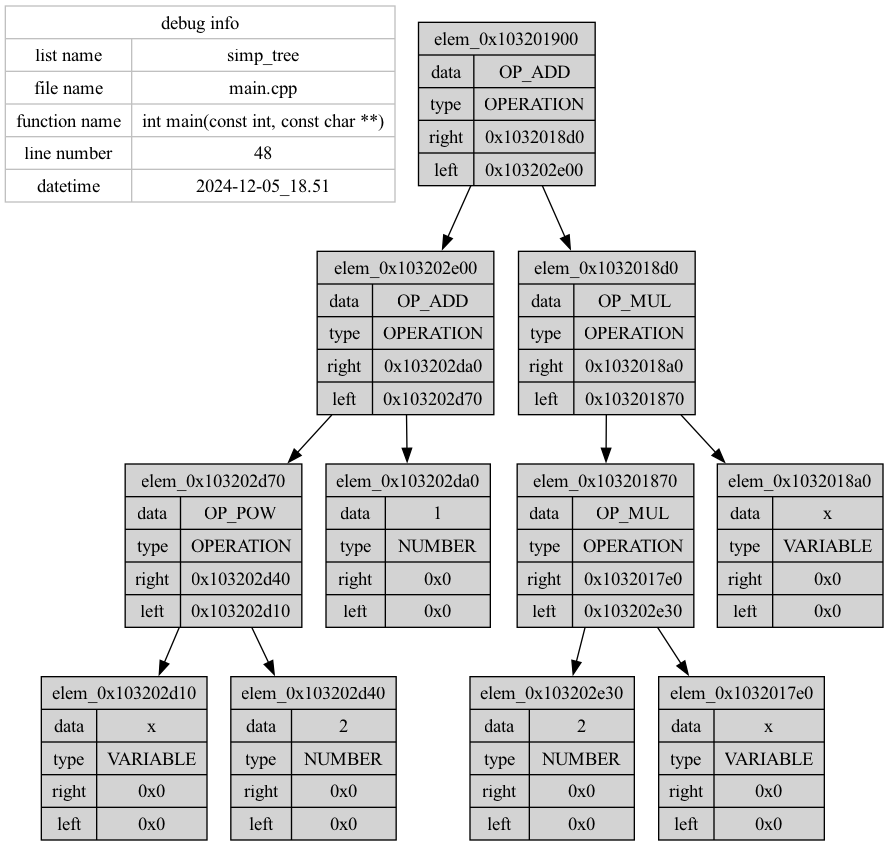 debug info
list name simp_tree
file name main.cpp
function name int main(const int, const char **)
line number 48
datetime 2024-12-05_18.51
elem_0x103201900
data OP_ADD
type OPERATION
right 0x1032018d0
left 0x103202e00
elem_0x103202e00
data OP_ADD
type OPERATION
right 0x103202da0
left 0x103202d70
elem_0x1032018d0
data OP_MUL
type OPERATION
right 0x1032018a0
left 0x103201870
elem_0x103202d70
data OP_POW
type OPERATION
right 0x103202d40
left 0x103202d10
elem_0x103202da0
data 1
type NUMBER
right 0x0
left 0x0
elem_0x103201870
data OP_MUL
type OPERATION
right 0x1032017e0
left 0x103202e30
elem_0x1032018a0
data x
type VARIABLE
right 0x0
left 0x0
elem_0x103202d10
data x
type VARIABLE
right 0x0
left 0x0
elem_0x103202d40
data 2
type NUMBER
right 0x0
left 0x0
elem_0x103202e30
data 2
type NUMBER
right 0x0
left 0x0
elem_0x1032017e0
data x
type VARIABLE
right 0x0
left 0x0